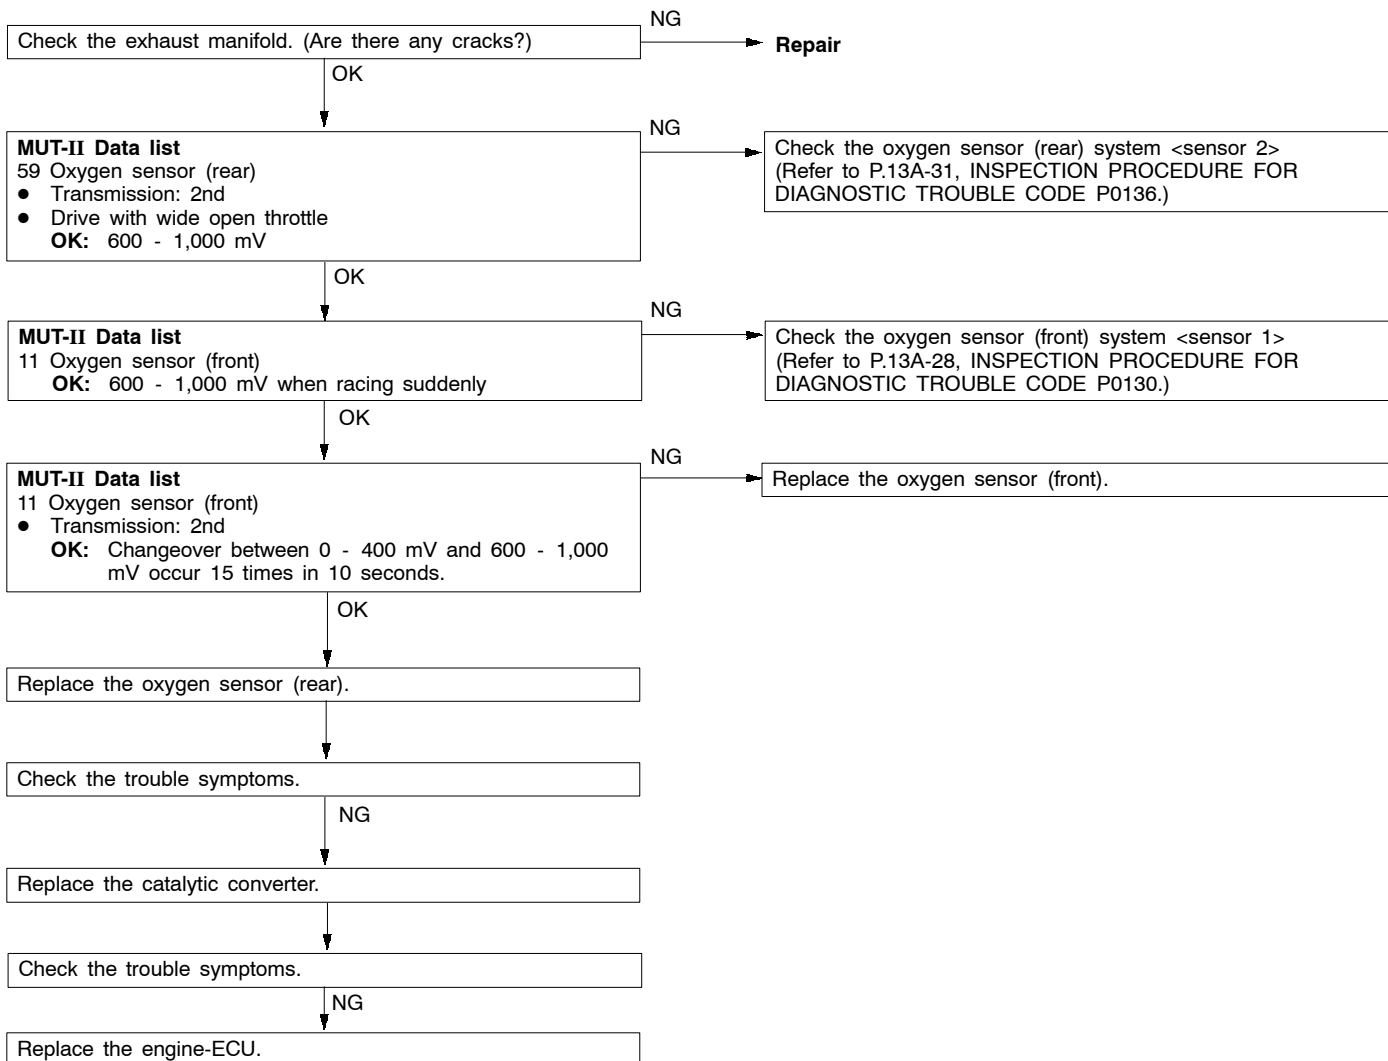 Check the exhaust manifold. (Are there any cracks?)
NG
Repair
OK
MUT-II Data list
59 Oxygen sensor (rear)
● Transmission: 2nd
● Drive with wide open throttle
OK: 600 - 1,000 mV
NG
Check the oxygen sensor (rear) system <sensor 2>
(Refer to P.13A-31, INSPECTION PROCEDURE FOR
DIAGNOSTIC TROUBLE CODE P0136.)
OK
MUT-II Data list
11 Oxygen sensor (front)
OK: 600 - 1,000 mV when racing suddenly
NG
Check the oxygen sensor (front) system <sensor 1>
(Refer to P.13A-28, INSPECTION PROCEDURE FOR
DIAGNOSTIC TROUBLE CODE P0130.)
OK
MUT-II Data list
11 Oxygen sensor (front)
● Transmission: 2nd
OK: Changeover between 0 - 400 mV and 600 - 1,000
mV occur 15 times in 10 seconds.
NG
Replace the oxygen sensor (front).
OK
Replace the oxygen sensor (rear).
Check the trouble symptoms.
NG
Replace the catalytic converter.
Check the trouble symptoms.
NG
Replace the engine-ECU.